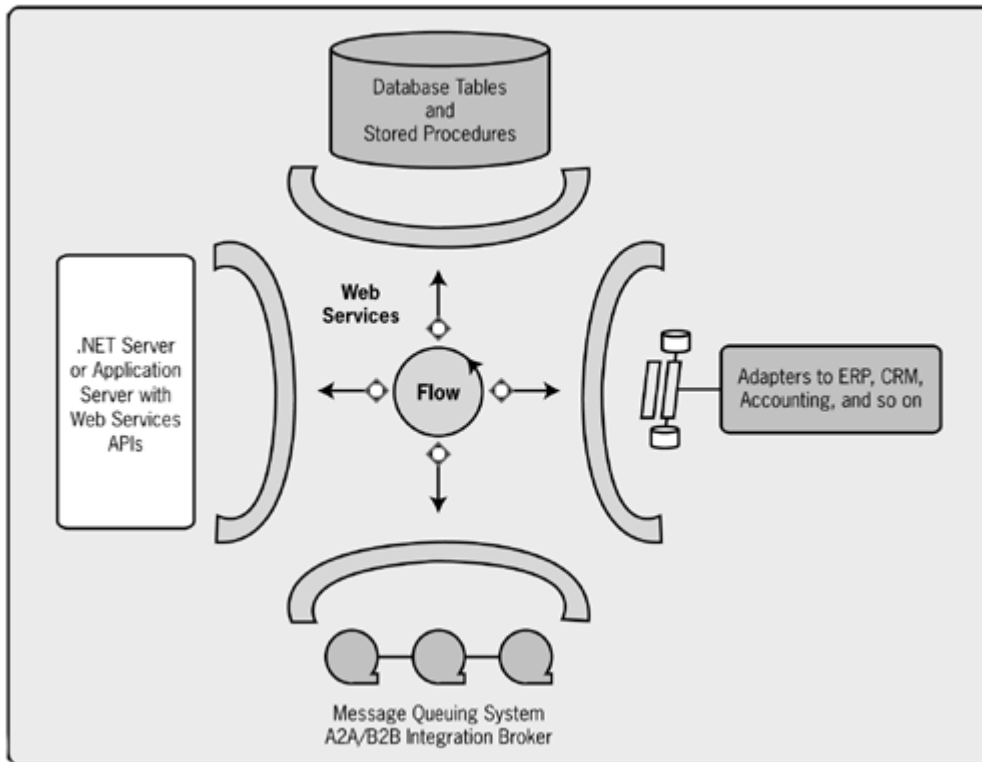 Database Tables
and
Stored Procedures
Web
Services
.NET Server
or Application
Server with
Web Services
APIs
Flow
Adapters to ERP, CRM,
Accounting, and so on
Message Queuing System
A2A/B2B Integration Broker